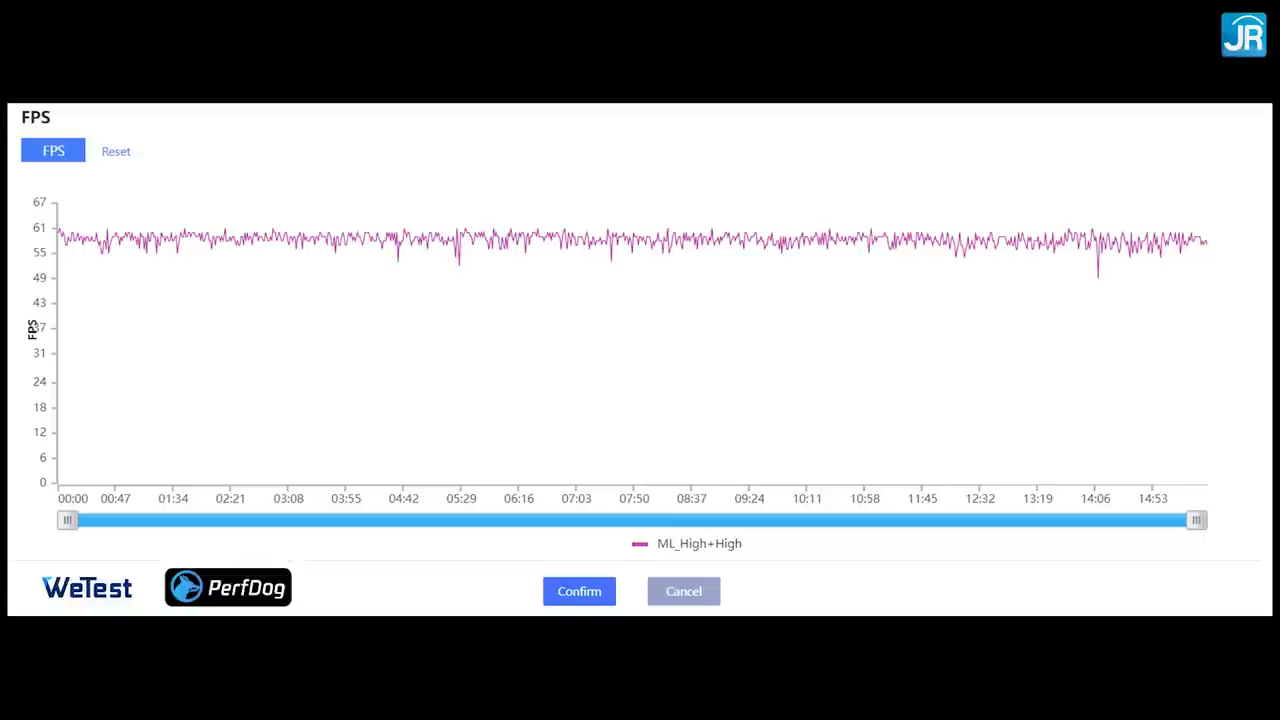 JR
FPS
FPS Reset
67
61
55
49
43
37
31
24
18
12
6
0
FPS
00:00 00:47 01:34 02:21 03:08 03:55 04:42 05:29 06:16 07:03 07:50 08:37 09:24 10:11 10:58 11:45 12:32 13:19 14:06 14:53
ML_High+High
WeTest PerfDog Confirm Cancel